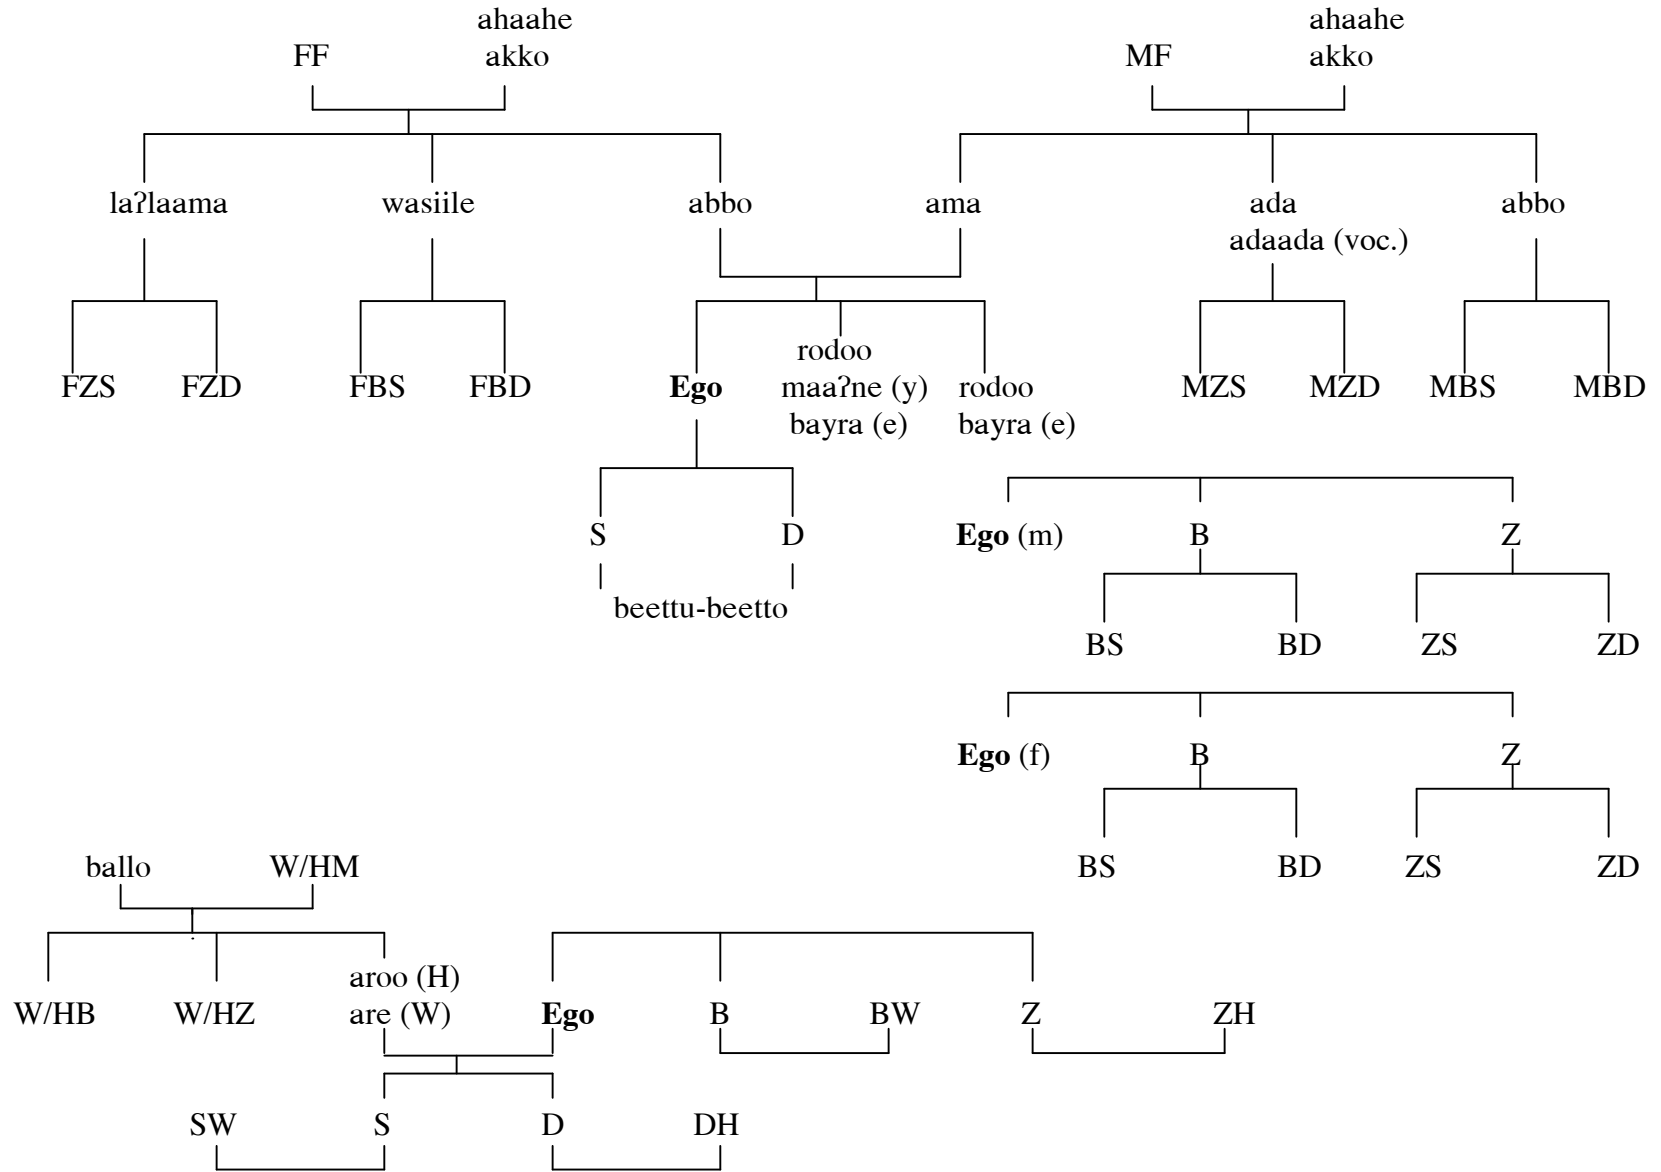 ahaahe ahaahe
FF akko MF akko
laʔlaama wasiile abbo ama ada abbo
adaada (voc.)
rodoo
FZS FZD FBS FBD Ego maaʔne (y) rodoo MZS MZD MBS MBD
bayra (e) bayra (e)
S D Ego (m) B Z
beettu-beetto
BS BD ZS ZD
Ego (f) B Z
ballo W/HM BS BD ZS ZD
aroo (H)
W/HB W/HZ are (W) Ego B BW Z ZH
SW S D DH